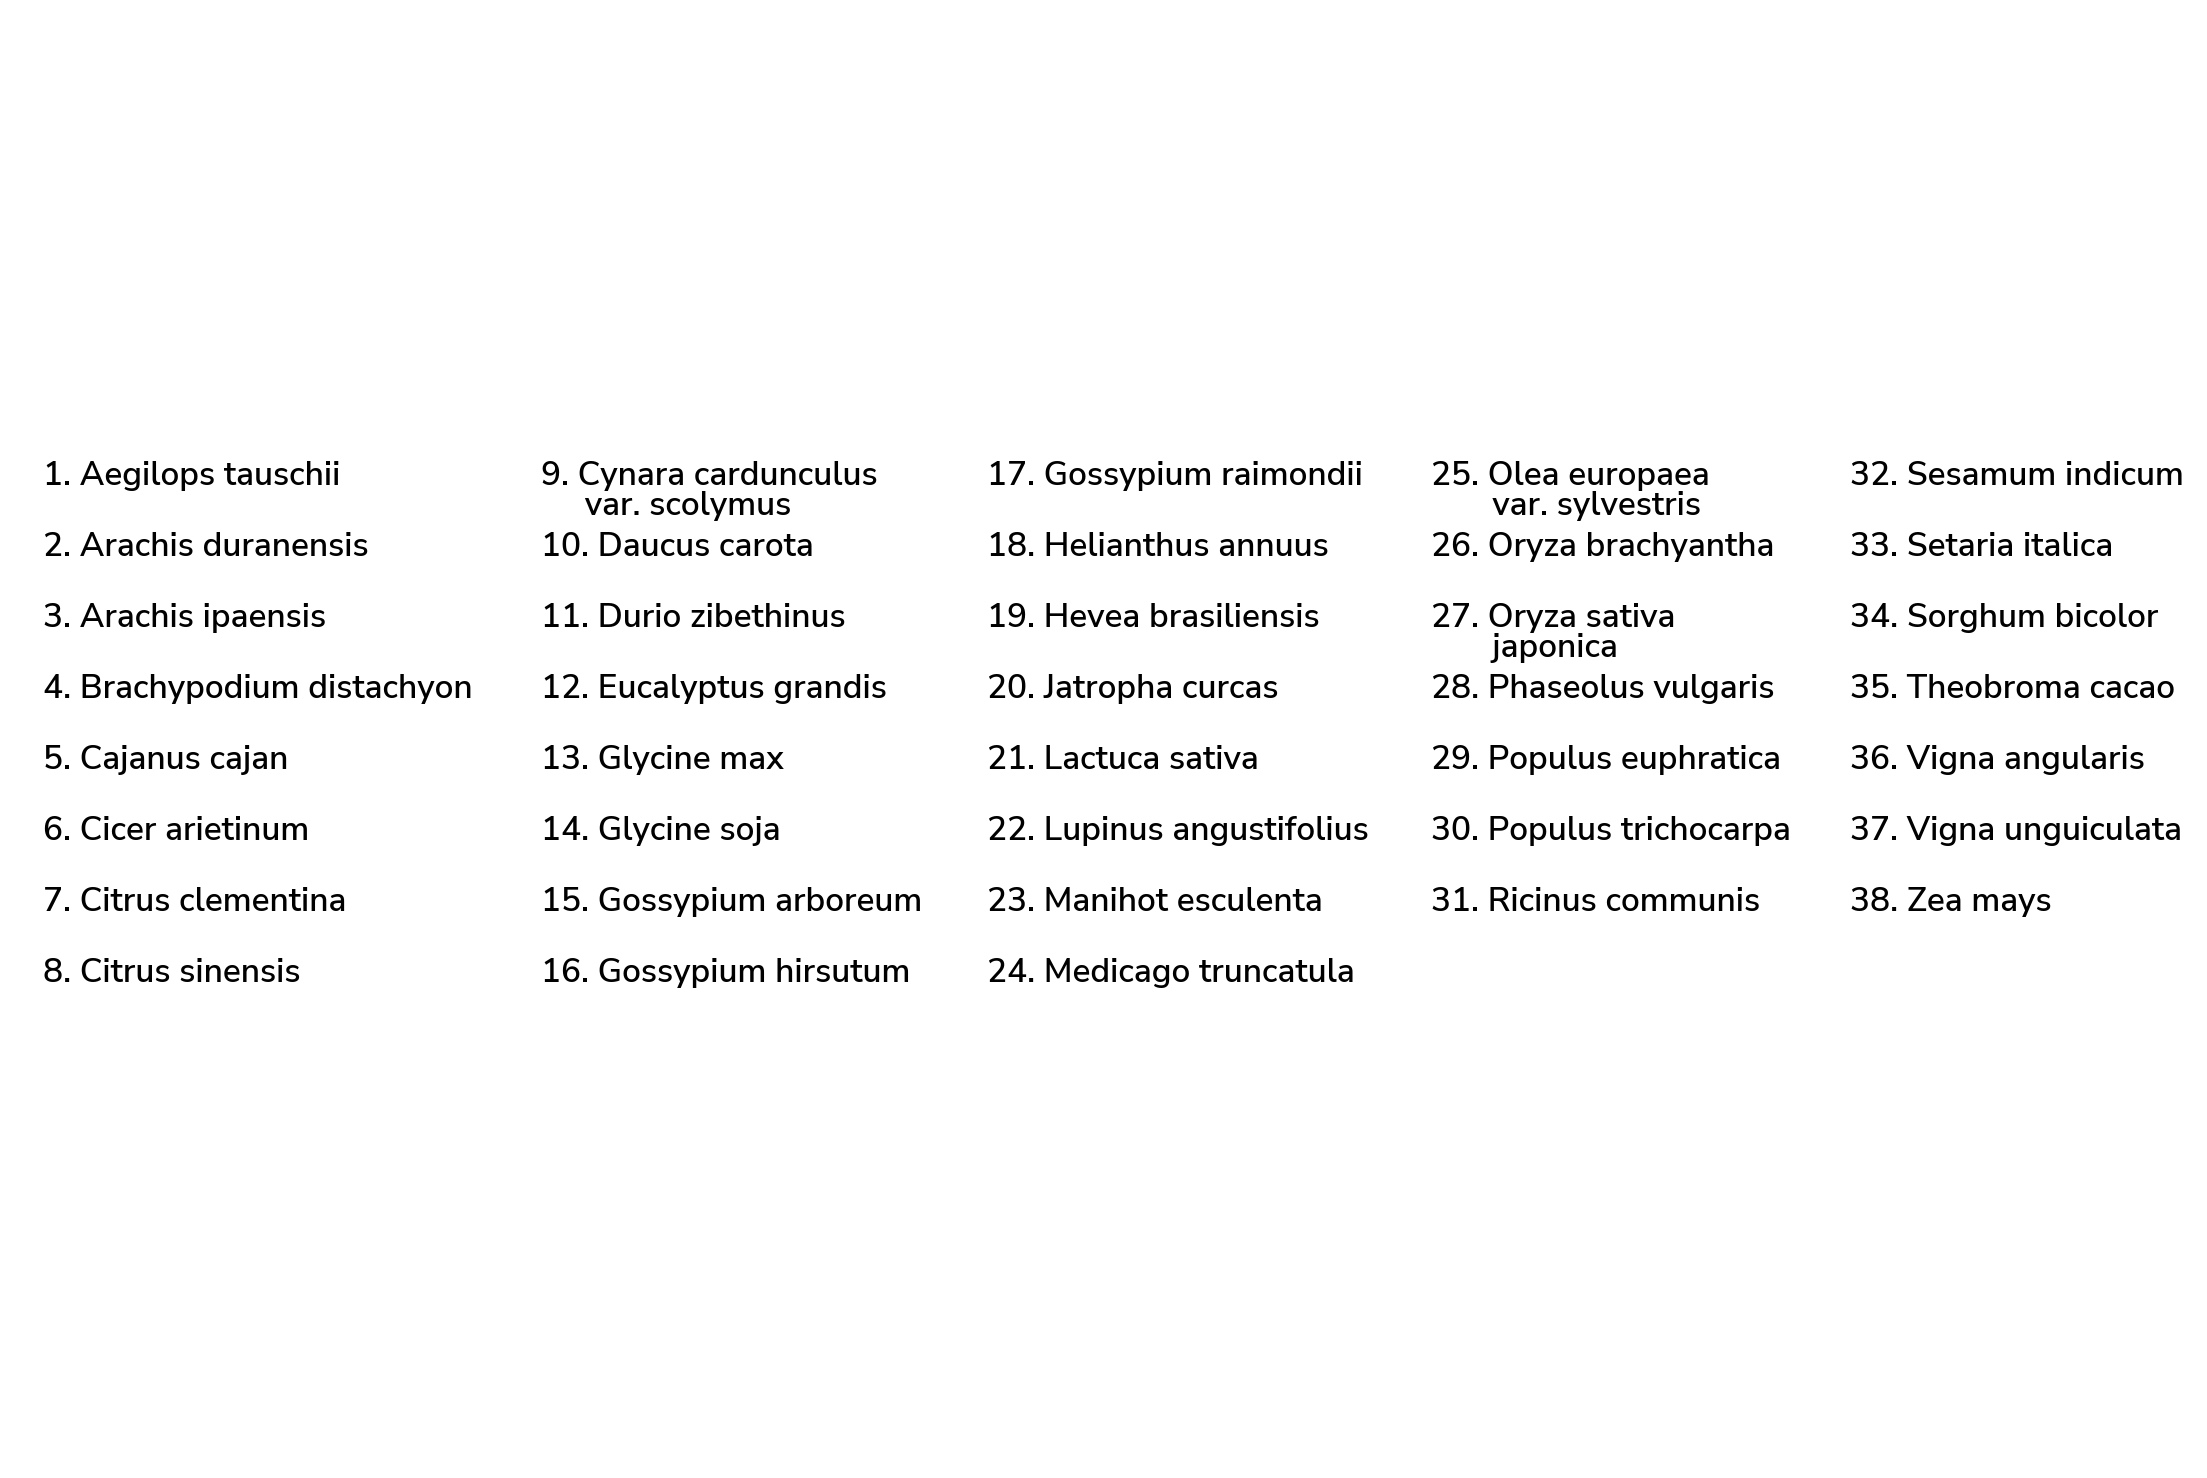 1. Aegilops tauschii
2. Arachis duranensis
3. Arachis ipaensis
4. Brachypodium distachyon
5. Cajanus cajan
6. Cicer arietinum
7. Citrus clementina
8. Citrus sinensis
9. Cynara cardunculus
var. scolymus
10. Daucus carota
11. Durio zibethinus
12. Eucalyptus grandis
13. Glycine max
14. Glycine soja
15. Gossypium arboreum
16. Gossypium hirsutum
17. Gossypium raimondii
18. Helianthus annuus
19. Hevea brasiliensis
20. Jatropha curcas
21. Lactuca sativa
22. Lupinus angustifolius
23. Manihot esculenta
24. Medicago truncatula
25. Olea europaea
var. sylvestris
26. Oryza brachyantha
27. Oryza sativa
japonica
28. Phaseolus vulgaris
29. Populus euphratica
30. Populus trichocarpa
31. Ricinus communis
32. Sesamum indicum
33. Setaria italica
34. Sorghum bicolor
35. Theobroma cacao
36. Vigna angularis
37. Vigna unguiculata
38. Zea mays